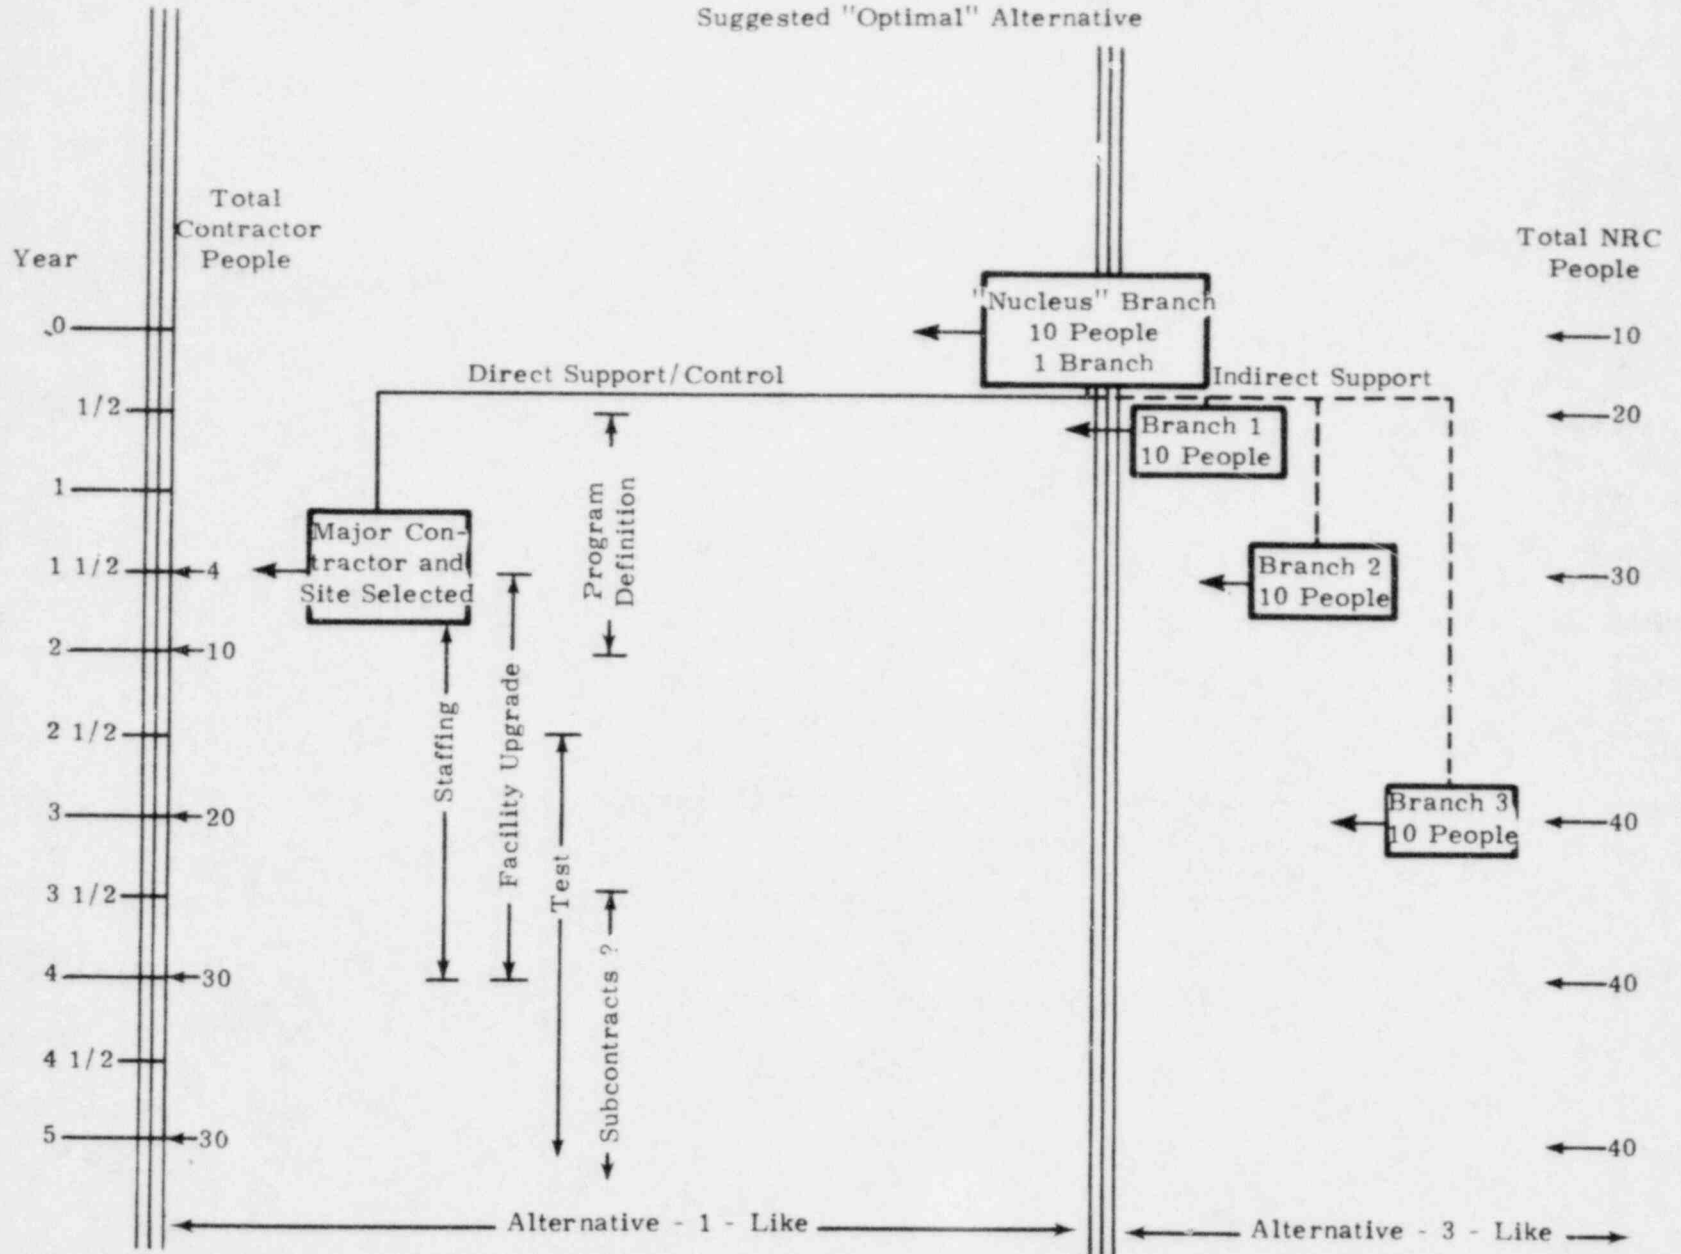 Suggested "Optimal" Alternative
Total
Contractor
People
Year
Total NRC
People
"Nucleus" Branch
10 People
1 Branch
0
10
Direct Support/Control
Indirect Support
1/2
20
Branch 1
10 People
1
Program
Definition
Major Con-
tractor and
Site Selected
1 1/2
4
Branch 2
10 People
30
2
10
Staffing
Facility Upgrade
2 1/2
Test
3
20
Branch 3
10 People
40
3 1/2
Subcontracts ?
4
30
40
4 1/2
5
30
40
Alternative - 1 - Like
Alternative - 3 - Like